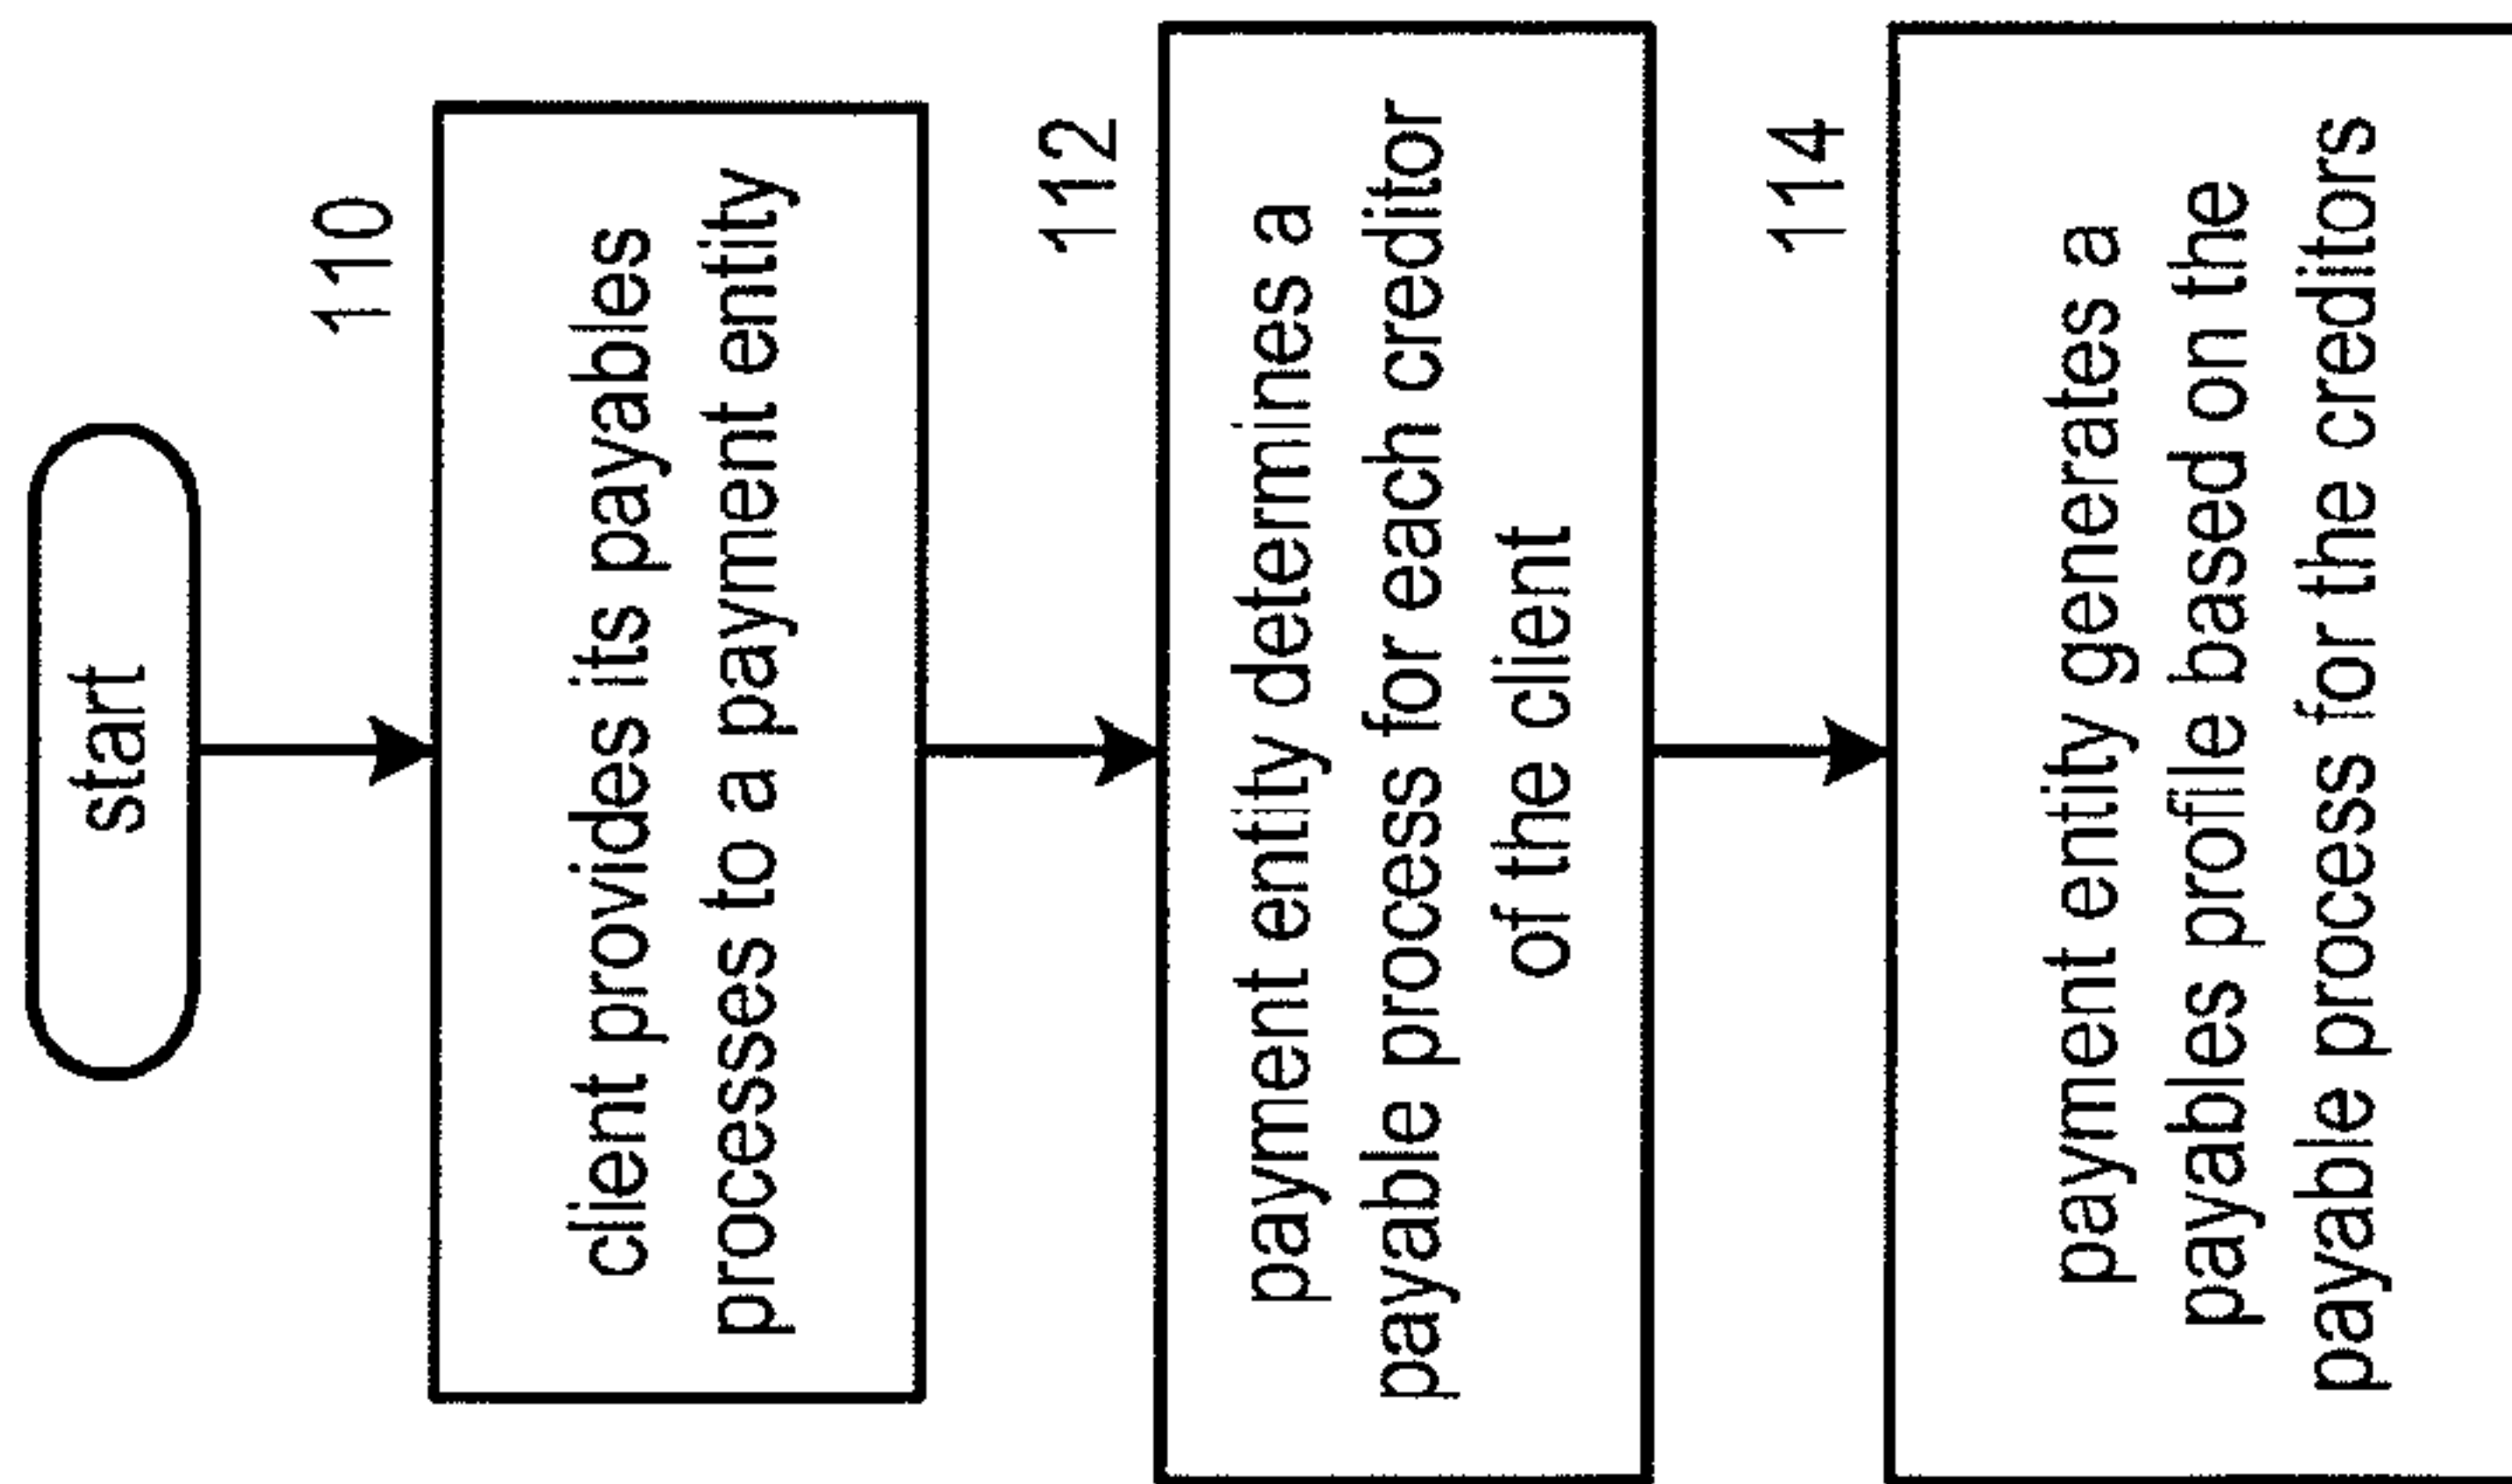 start
110
client provides its payables
processes to a payment entity
112
payment entity determines a
payable process for each creditor
of the client
114
payment entity generates a
payables profile based on the
payable process for the creditors